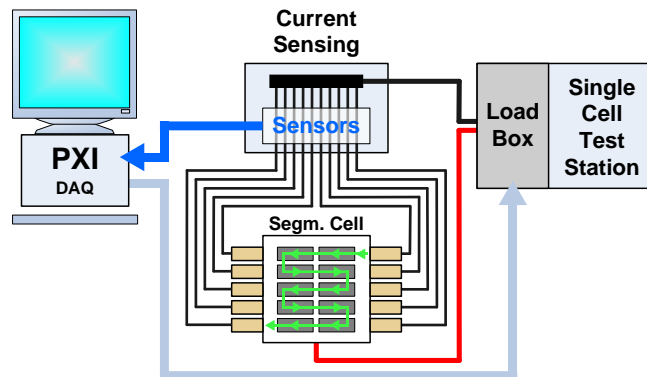 Current
Sensing
Sensors
PXI
DAQ
Load
Box
Single
Cell
Test
Station
Segm. Cell